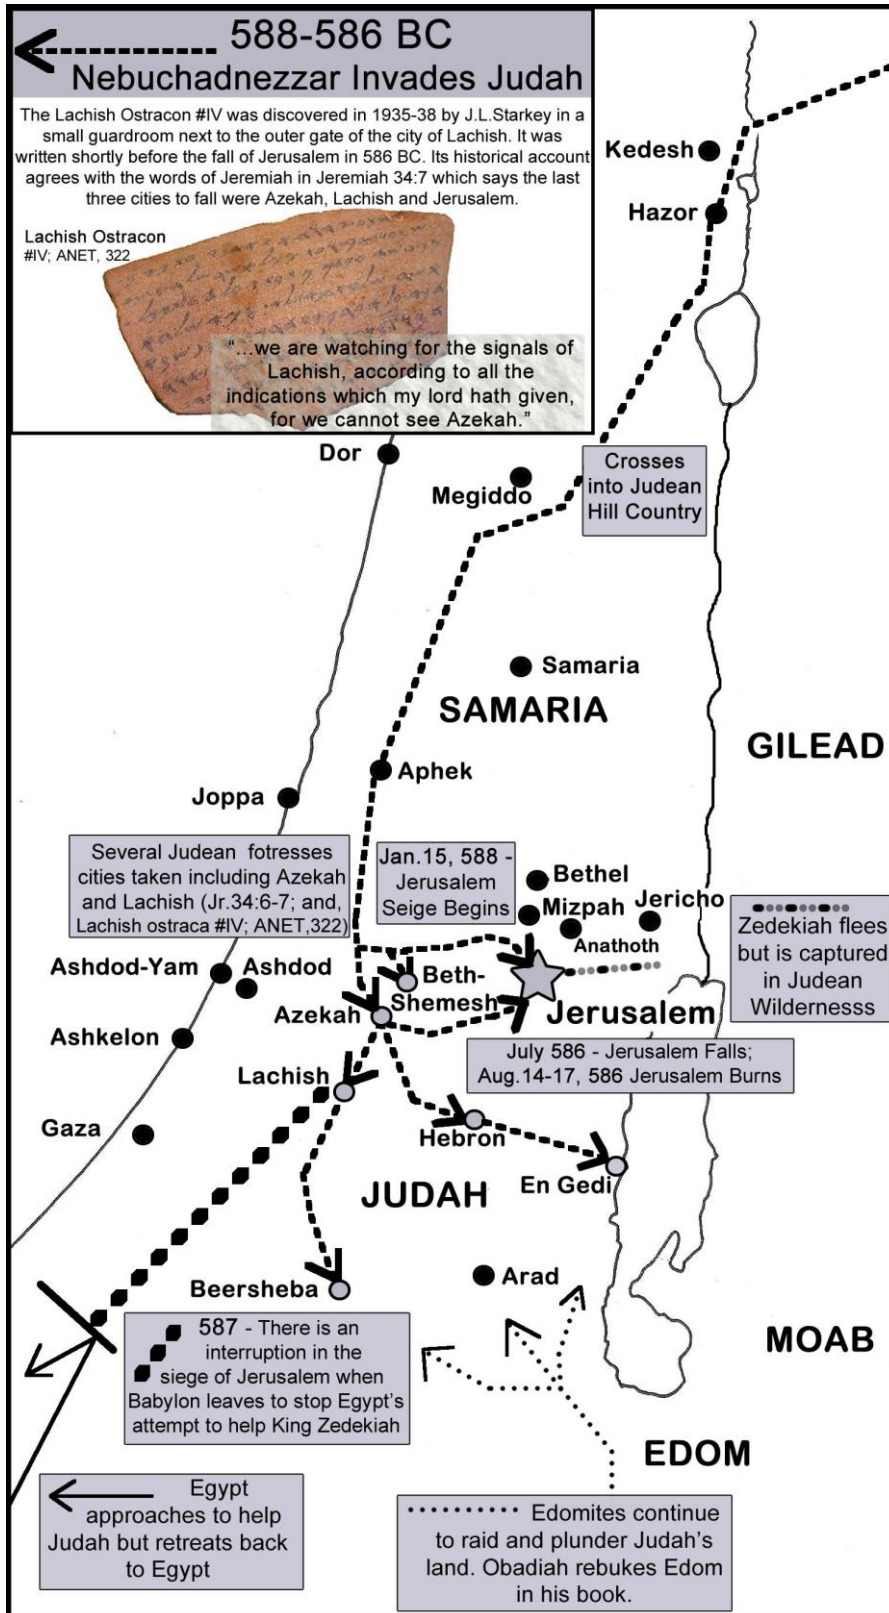 588-586 BC
Nebuchadnezzar Invades Judah
The Lachish Ostracon #IV was discovered in 1935-38 by J.L.Starkey in a
small guardroom next to the outer gate of the city of Lachish. It was
written shortly before the fall of Jerusalem in 586 BC. Its historical account
agrees with the words of Jeremiah in Jeremiah 34:7 which says the last
three cities to fall were Azekah, Lachish and Jerusalem.
Lachish Ostracon
#IV; ANET, 322
“...we are watching for the signals of
Lachish, according to all the
indications which my lord hath given,
for we cannot see Azekah.”
Kedesh
Hazor
Dor
Megiddo
Crosses
into Judean
Hill Country
Samaria
SAMARIA
GILEAD
Aphek
Joppa
Several Judean fotresses
cities taken including Azekah
and Lachish (Jr.34:6-7; and,
Lachish ostraca #IV; ANET,322)
Jan.15, 588 -
Jerusalem
Seige Begins
Bethel
Mizpah
Jericho
Anathoth
Zedekiah flees
but is captured
in Judean
Wildernesss
Ashdod-Yam
Ashdod
Beth-
Shemesh
Azekah
Jerusalem
Ashkelon
July 586 - Jerusalem Falls;
Aug.14-17, 586 Jerusalem Burns
Lachish
Gaza
Hebron
En Gedi
JUDAH
Beersheba
Arad
MOAB
587 - There is an
interruption in the
siege of Jerusalem when
Babylon leaves to stop Egypt's
attempt to help King Zedekiah
EDOM
Egypt
approaches to help
Judah but retreats back
to Egypt
Edomites continue
to raid and plunder Judah's
land. Obadiah rebukes Edom
in his book.